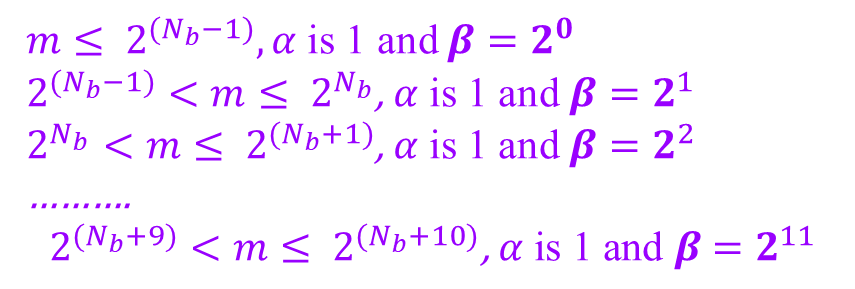 m ≤ 2^(N_b−1), α is 1 and β = 2^0
2^(N_b−1) < m ≤ 2^N_b, α is 1 and β = 2^1
2^N_b < m ≤ 2^(N_b+1), α is 1 and β = 2^2
..........
2^(N_b+9) < m ≤ 2^(N_b+10), α is 1 and β = 2^11